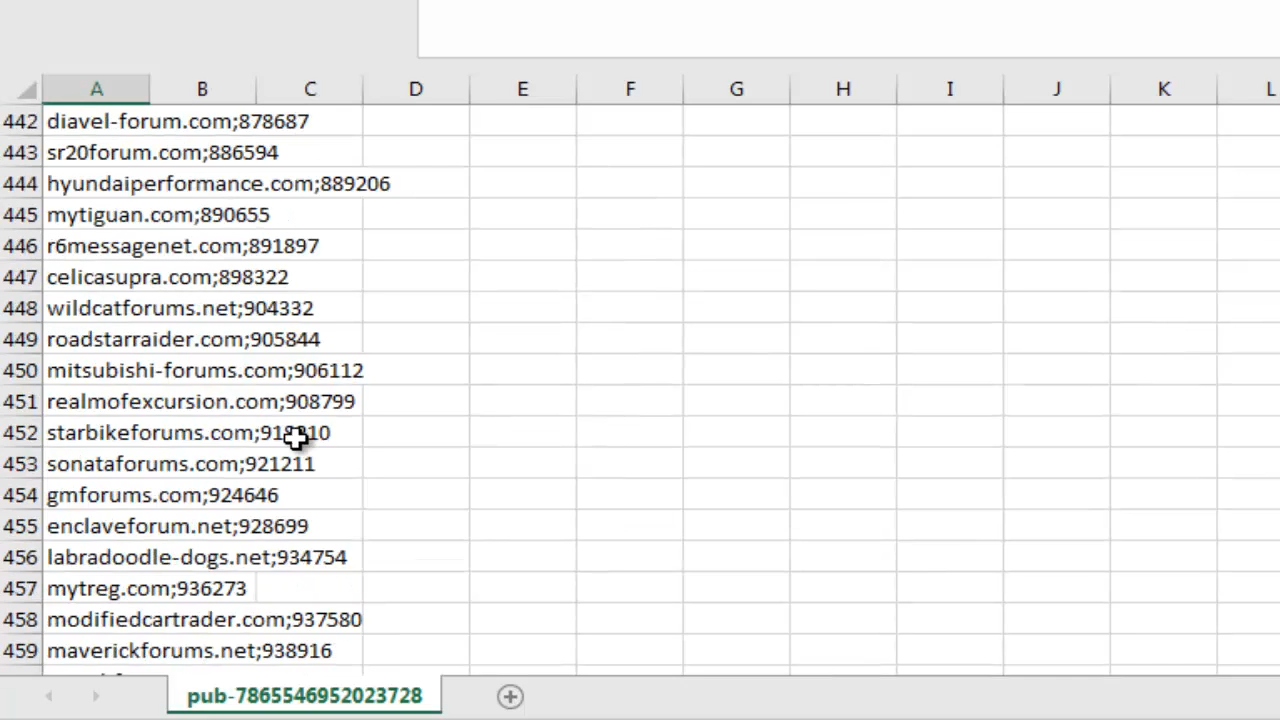 A B C D E F G H I J K L
442 diavel-forum.com;878687
443 sr20forum.com;886594
444 hyundaiperformance.com;889206
445 mytiguan.com;890655
446 r6messagenet.com;891897
447 celicasupra.com;898322
448 wildcatforums.net;904332
449 roadstarraider.com;905844
450 mitsubishi-forums.com;906112
451 realmofexcursion.com;908799
452 starbikeforums.com;
453 sonataforums.com;921211
454 gmforums.com;924646
455 enclaveforum.net;928699
456 labradoodle-dogs.net;934754
457 mytreg.com;936273
458 modifiedcartrader.com;937580
459 maverickforums.net;938916
pub-7865546952023728